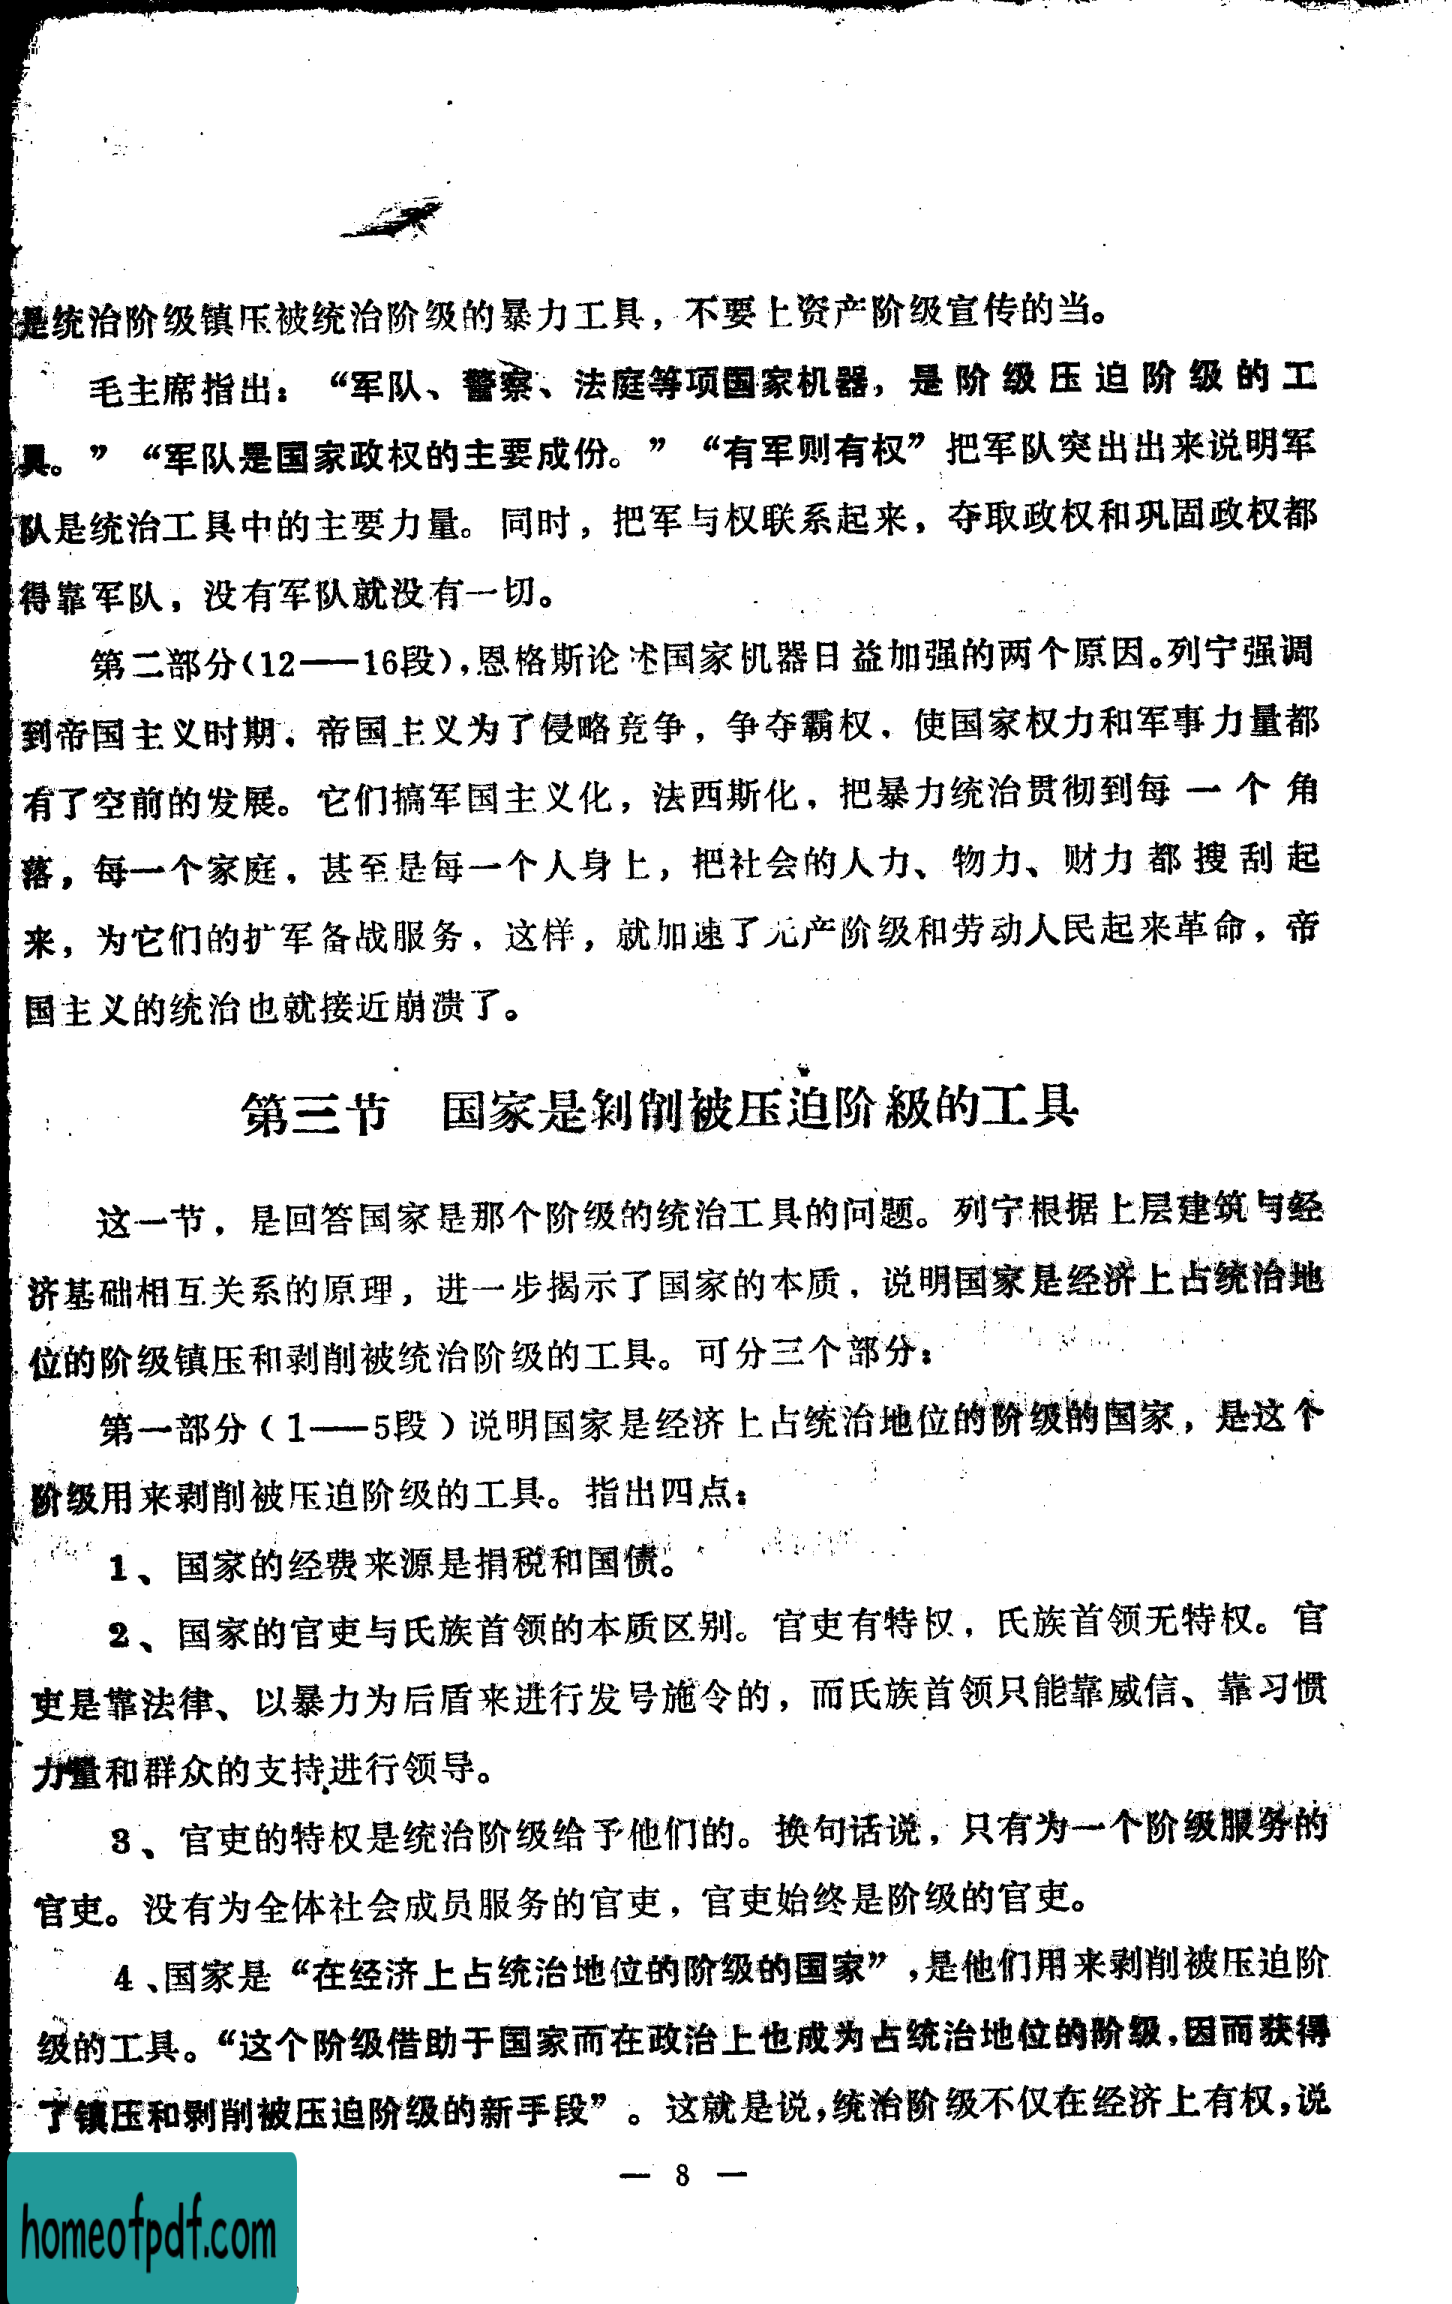 是统治阶级镇压被统治阶级的暴力工具，不要上资产阶级宣传的当。
毛主席指出：“军队、警察、法庭等项国家机器，是阶级压迫阶级的工
具。”“军队是国家政权的主要成份。”“有军则有权”把军队突出出来说明军
队是统治工具中的主要力量。同时，把军与权联系起来，夺取政权和巩固政权都
得靠军队，没有军队就没有一切。
第二部分（12——16段），恩格斯论述国家机器日益加强的两个原因。列宁强调
到帝国主义时期，帝国主义为了侵略竞争，争夺霸权，使国家权力和军事力量都
有了空前的发展。它们搞军国主义化，法西斯化，把暴力统治贯彻到每一个角
落，每一个家庭，甚至是每一个人身上，把社会的人力、物力、财力都搜刮起
来，为它们的扩军备战服务，这样，就加速了无产阶级和劳动人民起来革命，帝
国主义的统治也就接近崩溃了。
第三节　国家是剥削被压迫阶級的工具
这一节，是回答国家是那个阶级的统治工具的问题。列宁根据上层建筑与经
济基础相互关系的原理，进一步揭示了国家的本质，说明国家是经济上占统治地
位的阶级镇压和剥削被统治阶级的工具。可分三个部分：
第一部分（1——5段）说明国家是经济上占统治地位的阶级的国家，是这个
阶级用来剥削被压迫阶级的工具。指出四点：
1、国家的经费来源是捐税和国债。
2、国家的官吏与氏族首领的本质区别。官吏有特权，氏族首领无特权。官
吏是靠法律、以暴力为后盾来进行发号施令的，而氏族首领只能靠威信、靠习惯
力量和群众的支持进行领导。
3、官吏的特权是统治阶级给予他们的。换句话说，只有为一个阶级服务的
官吏。没有为全体社会成员服务的官吏，官吏始终是阶级的官吏。
4、国家是“在经济上占统治地位的阶级的国家”，是他们用来剥削被压迫阶
级的工具。“这个阶级借助于国家而在政治上也成为占统治地位的阶级，因而获得
了镇压和剥削被压迫阶级的新手段”。这就是说，统治阶级不仅在经济上有权，说
— 8 —
homeofpdf.com